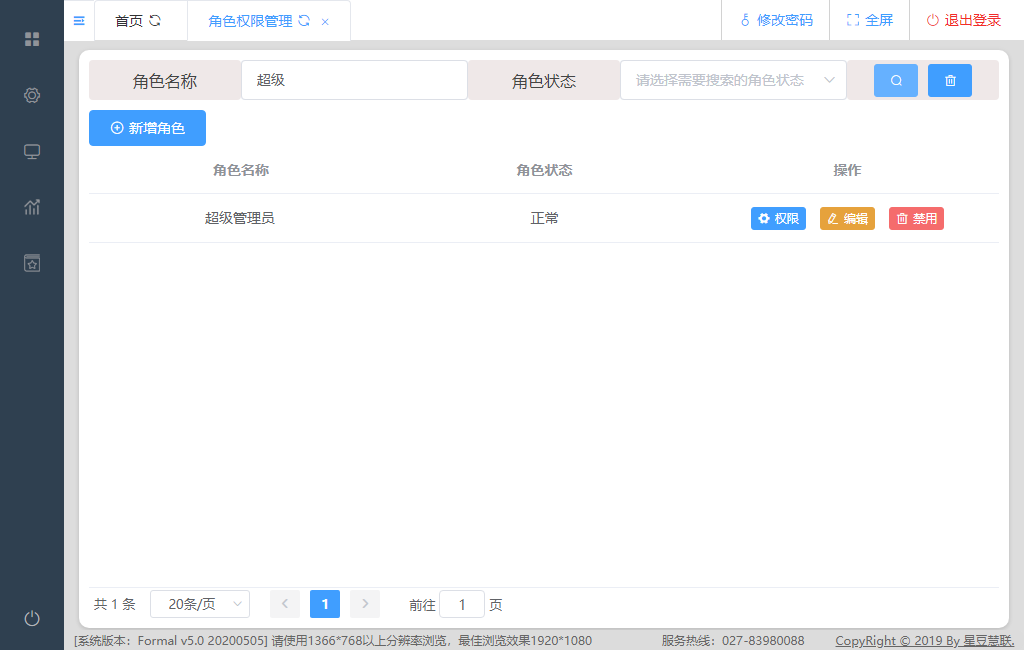 首页
角色权限管理
修改密码
全屏
退出登录
角色名称 超级 角色状态 请选择需要搜索的角色状态
新增角色
角色名称 角色状态 操作
超级管理员 正常 权限 编辑 禁用
共 1 条 20条/页 1 前往 1 页
[系统版本：Formal v5.0 20200505] 请使用1366*768以上分辨率浏览，最佳浏览效果1920*1080 服务热线：027-83980088 CopyRight © 2019 By 星豆慧联.